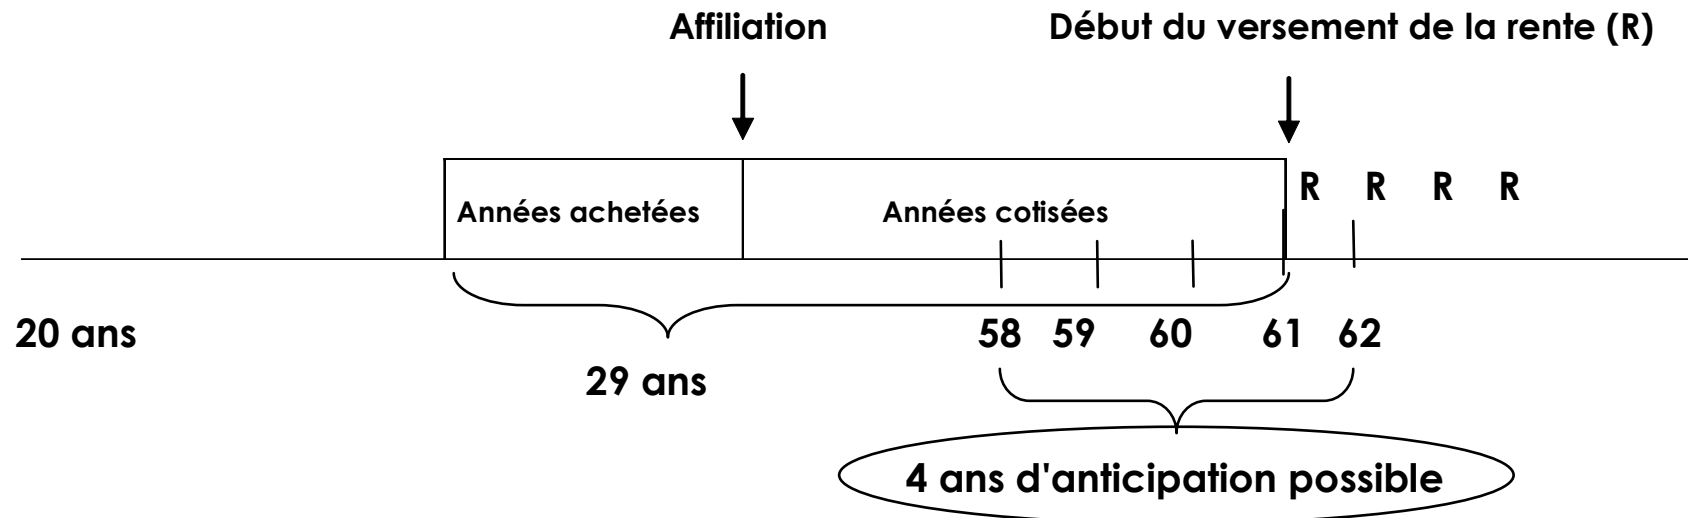 Affiliation
Début du versement de la rente (R)
R R R R
Années achetées
Années cotisées
20 ans
58 59 60 61 62
29 ans
4 ans d'anticipation possible